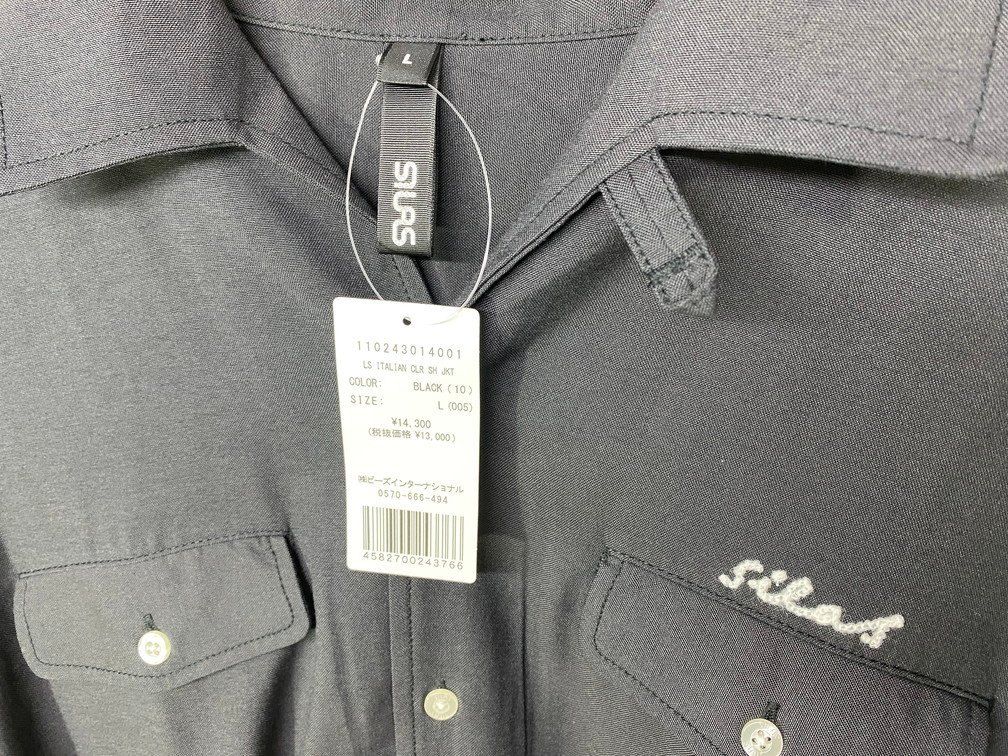 L
SILAS
110243014001
LS ITALIAN CLR SH JKT
COLOR: BLACK (10)
SIZE: L (005)
¥14,300
(税抜価格 ¥13,000)
㈱ビーズインターナショナル
0570-666-494
4582700243766
silas